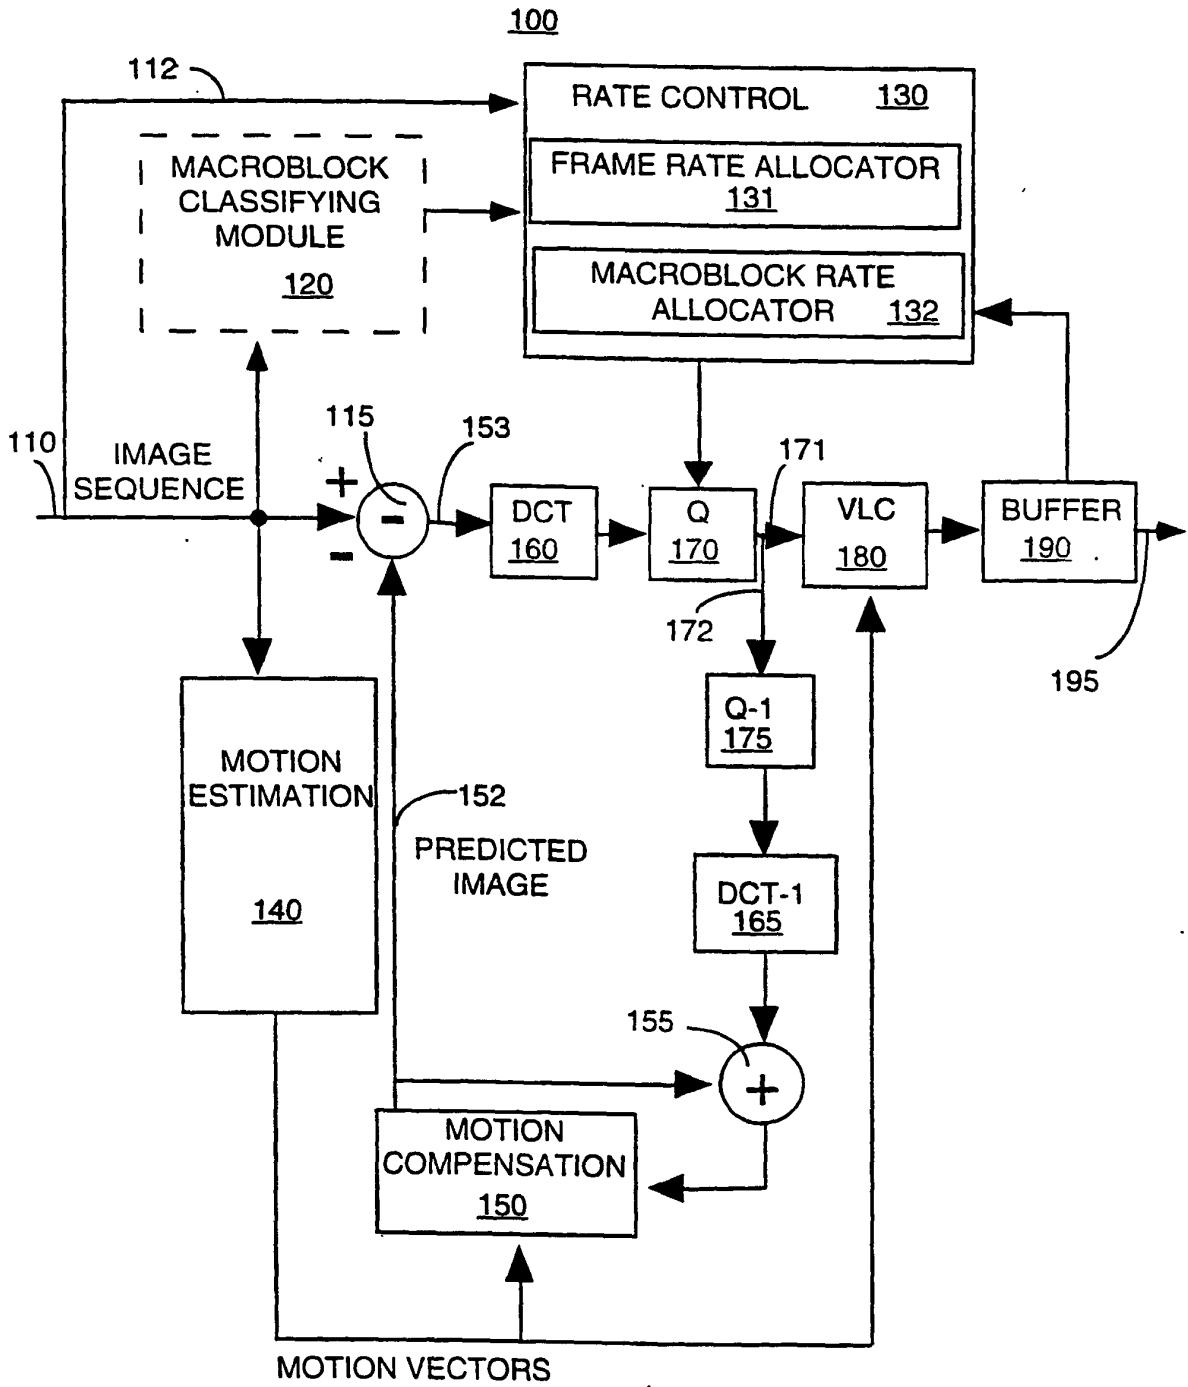 100
112
RATE CONTROL 130
FRAME RATE ALLOCATOR
131
MACROBLOCK RATE
ALLOCATOR 132
MACROBLOCK
CLASSIFYING
MODULE
120
110
IMAGE
SEQUENCE
115
+
-
-
153
DCT
160
Q
170
171
172
VLC
180
BUFFER
190
195
Q-1
175
DCT-1
165
155
+
MOTION
ESTIMATION
140
152
PREDICTED
IMAGE
MOTION
COMPENSATION
150
MOTION VECTORS